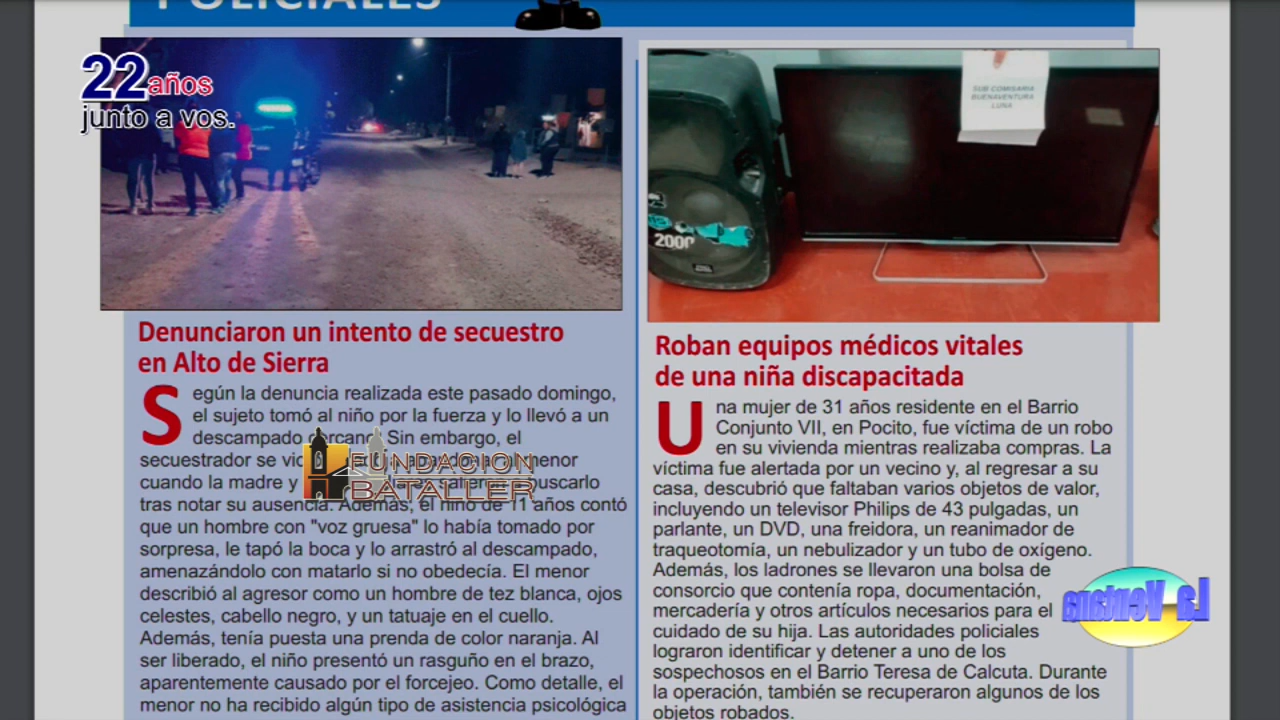 POLICIALES
22 años
junto a vos.
SUB COMISARIA
BUENAVENTURA
LUNA
2000
Denunciaron un intento de secuestro
en Alto de Sierra
Según la denuncia realizada este pasado domingo,
el sujeto tomó al niño por la fuerza y lo llevó a un
descampado cercano. Sin embargo, el
secuestrador se vio menor
cuando la madre y salieron a buscarlo
tras notar su ausencia. Además, el niño de 11 años contó
que un hombre con "voz gruesa" lo había tomado por
sorpresa, le tapó la boca y lo arrastró al descampado,
amenazándolo con matarlo si no obedecía. El menor
describió al agresor como un hombre de tez blanca, ojos
celestes, cabello negro, y un tatuaje en el cuello.
Además, tenía puesta una prenda de color naranja. Al
ser liberado, el niño presentó un rasguño en el brazo,
aparentemente causado por el forcejeo. Como detalle, el
menor no ha recibido algún tipo de asistencia psicológica
FUNDACION
BATALLER
Roban equipos médicos vitales
de una niña discapacitada
Una mujer de 31 años residente en el Barrio
Conjunto VII, en Pocito, fue víctima de un robo
en su vivienda mientras realizaba compras. La
víctima fue alertada por un vecino y, al regresar a su
casa, descubrió que faltaban varios objetos de valor,
incluyendo un televisor Philips de 43 pulgadas, un
parlante, un DVD, una freidora, un reanimador de
traqueotomía, un nebulizador y un tubo de oxígeno.
Además, los ladrones se llevaron una bolsa de
consorcio que contenía ropa, documentación,
mercadería y otros artículos necesarios para el
cuidado de su hija. Las autoridades policiales
lograron identificar y detener a uno de los
sospechosos en el Barrio Teresa de Calcuta. Durante
la operación, también se recuperaron algunos de los
objetos robados.
La Ventana